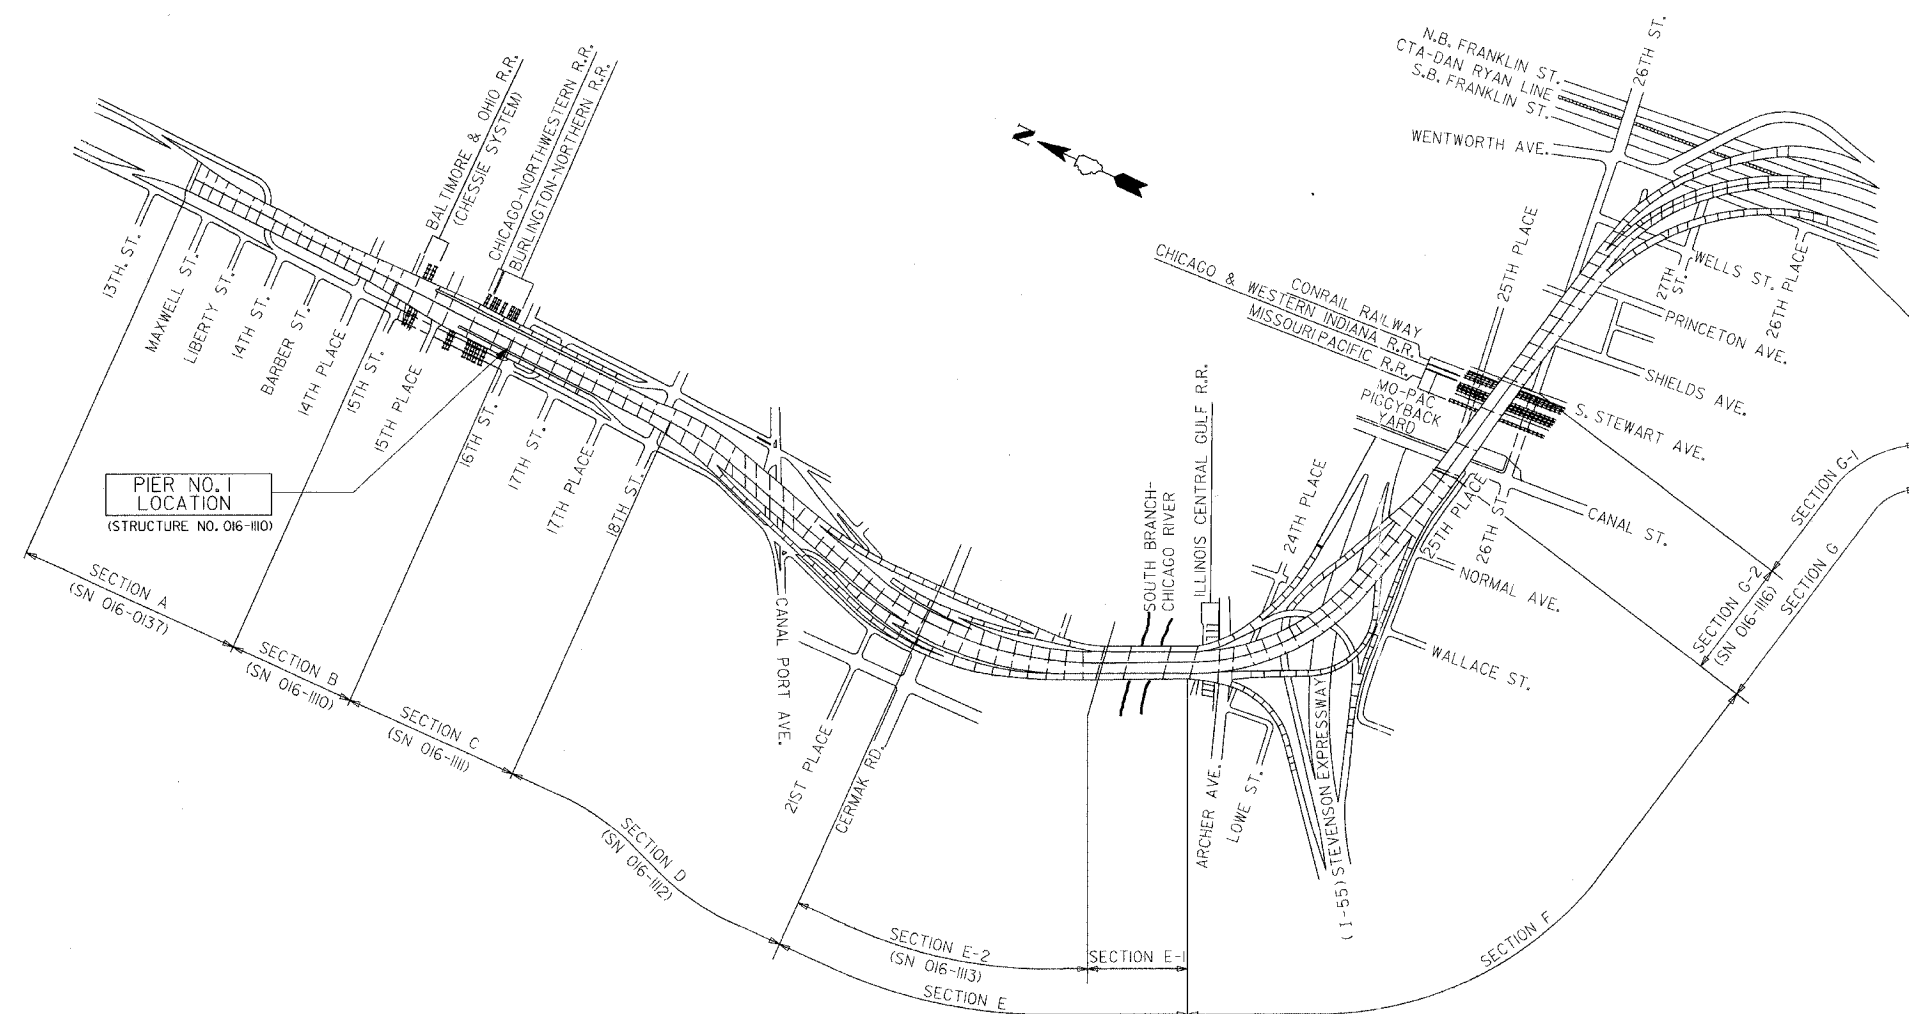 N.B. FRANKLIN ST.
CTA-DAN RYAN LINE
S.B. FRANKLIN ST.
26TH ST.
WENTWORTH AVE.
BALTIMORE & OHIO R.R.
(CHESSIE SYSTEM)
CHICAGO-NORTHWESTERN R.R.
BURLINGTON-NORTHERN R.R.
N
13TH. ST.
MAXWELL ST.
LIBERTY ST.
14TH ST.
BARBER ST.
14TH PLACE
15TH ST.
15TH PLACE
16TH ST.
17TH ST.
17TH PLACE
18TH ST.
PIER NO. 1
LOCATION
(STRUCTURE NO. 016-1110)
CHICAGO & WESTERN INDIANA R.R.
CONRAIL RAILWAY
MISSOURI PACIFIC R.R.
MO-PAC
PIGGYBACK
YARD
25TH PLACE
WELLS ST.
27TH
ST.
26TH PLACE
PRINCETON AVE.
SHIELDS AVE.
S. STEWART AVE.
CANAL ST.
24TH PLACE
25TH PLACE
26TH ST.
NORMAL AVE.
WALLACE ST.
SOUTH BRANCH-
CHICAGO RIVER
ILLINOIS CENTRAL GULF R.R.
CANAL PORT AVE.
21ST PLACE
CERMAK RD.
ARCHER AVE.
LOWE ST.
(I-55) STEVENSON EXPRESSWAY
SECTION A
(SN 016-0137)
SECTION B
(SN 016-1110)
SECTION C
(SN 016-1111)
SECTION D
(SN 016-1112)
SECTION E-2
(SN 016-1113)
SECTION E-1
SECTION E
SECTION F
SECTION G-2
(SN 016-1116)
SECTION G-1
SECTION G